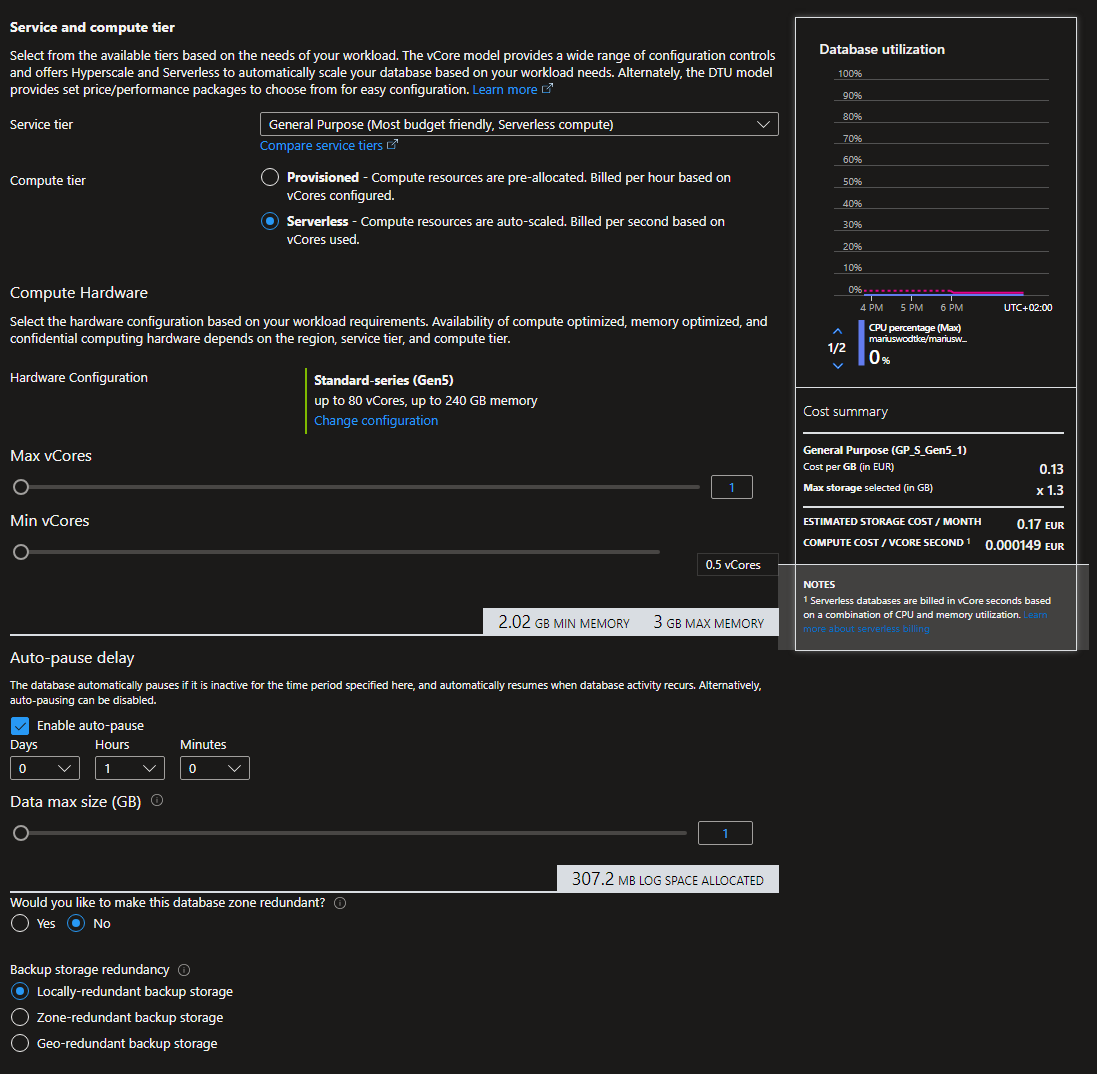 Service and compute tier
Select from the available tiers based on the needs of your workload. The vCore model provides a wide range of configuration controls
and offers Hyperscale and Serverless to automatically scale your database based on your workload needs. Alternately, the DTU model
provides set price/performance packages to choose from for easy configuration. Learn more
Service tier
General Purpose (Most budget friendly, Serverless compute)
Compare service tiers
Compute tier
Provisioned - Compute resources are pre-allocated. Billed per hour based on
vCores configured.
Serverless - Compute resources are auto-scaled. Billed per second based on
vCores used.
Compute Hardware
Select the hardware configuration based on your workload requirements. Availability of compute optimized, memory optimized, and
confidential computing hardware depends on the region, service tier, and compute tier.
Hardware Configuration
Standard-series (Gen5)
up to 80 vCores, up to 240 GB memory
Change configuration
Max vCores
1
Min vCores
0.5 vCores
2.02 GB MIN MEMORY 3 GB MAX MEMORY
Auto-pause delay
The database automatically pauses if it is inactive for the time period specified here, and automatically resumes when database activity recurs. Alternatively,
auto-pausing can be disabled.
Enable auto-pause
Days Hours Minutes
0 1 0
Data max size (GB)
1
307.2 MB LOG SPACE ALLOCATED
Would you like to make this database zone redundant?
Yes No
Backup storage redundancy
Locally-redundant backup storage
Zone-redundant backup storage
Geo-redundant backup storage
Database utilization
100%
90%
80%
70%
60%
50%
40%
30%
20%
10%
0%
4 PM 5 PM 6 PM UTC+02:00
1/2
CPU percentage (Max)
mariuswodtke/mariusw...
0 %
Cost summary
General Purpose (GP_S_Gen5_1)
Cost per GB (in EUR) 0.13
Max storage selected (in GB) x 1.3
ESTIMATED STORAGE COST / MONTH 0.17 EUR
COMPUTE COST / VCORE SECOND 1 0.000149 EUR
NOTES
1 Serverless databases are billed in vCore seconds based
on a combination of CPU and memory utilization. Learn
more about serverless billing